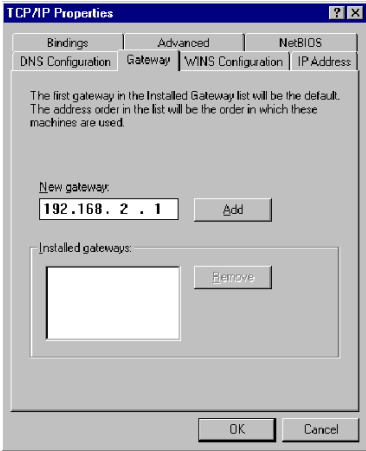 TCP/IP Properties
Bindings
Advanced
NetBIOS
DNS Configuration
Gateway
WINS Configuration
IP Address
The first gateway in the Installed Gateway list will be the default.
The address order in the list will be the order in which these
machines are used.
New gateway:
192.168. 2 . 1
Add
Installed gateways:
Remove
OK
Cancel